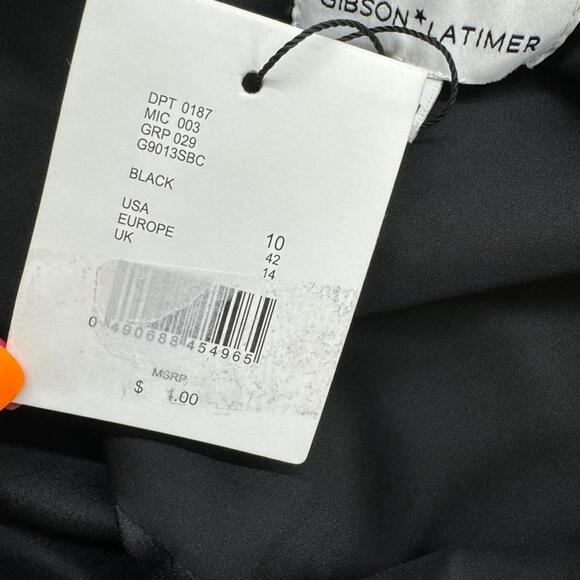 GIBSON★LATIMER
DPT 0187
MIC 003
GRP 029
G9013SBC
BLACK
USA 10
EUROPE 42
UK 14
0 490688 454965
MSRP
$ 1.00